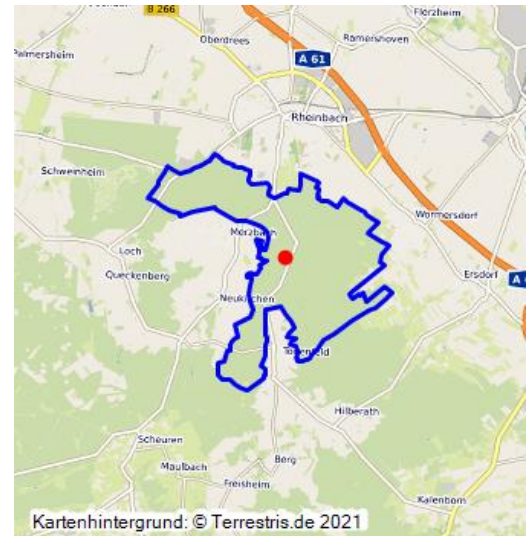 Flerzheim
B 266
Oberdrees
Ramershoven
Palmersheim
A 61
Rheinbach
Schweinheim
Wormersdorf
Merzbach
Loch
Queckenberg
Ersdorf
Neukirchen
Todenfeld
Hilberath
Scheuren
Berg
Maulbach
Freisheim
Kalenborn
Kartenhintergrund: © Terrestris.de 2021